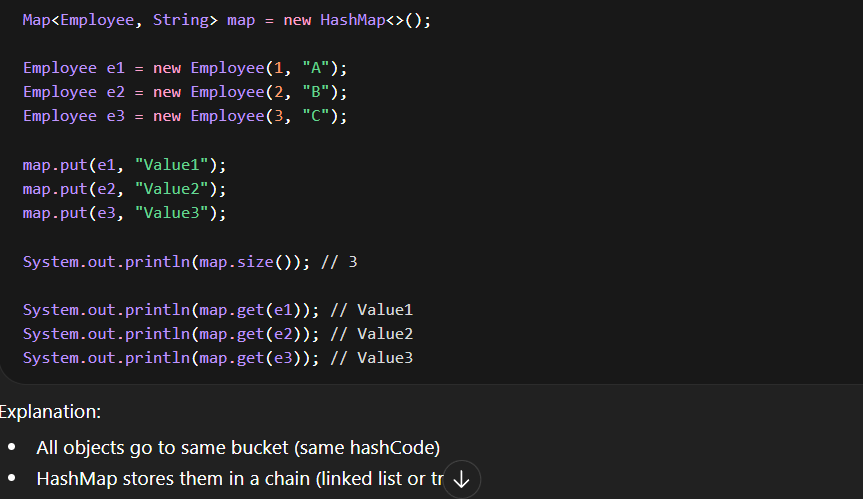 Map<Employee, String> map = new HashMap<>();
Employee e1 = new Employee(1, "A");
Employee e2 = new Employee(2, "B");
Employee e3 = new Employee(3, "C");
map.put(e1, "Value1");
map.put(e2, "Value2");
map.put(e3, "Value3");
System.out.println(map.size()); // 3
System.out.println(map.get(e1)); // Value1
System.out.println(map.get(e2)); // Value2
System.out.println(map.get(e3)); // Value3
Explanation:
• All objects go to same bucket (same hashCode)
• HashMap stores them in a chain (linked list or tr